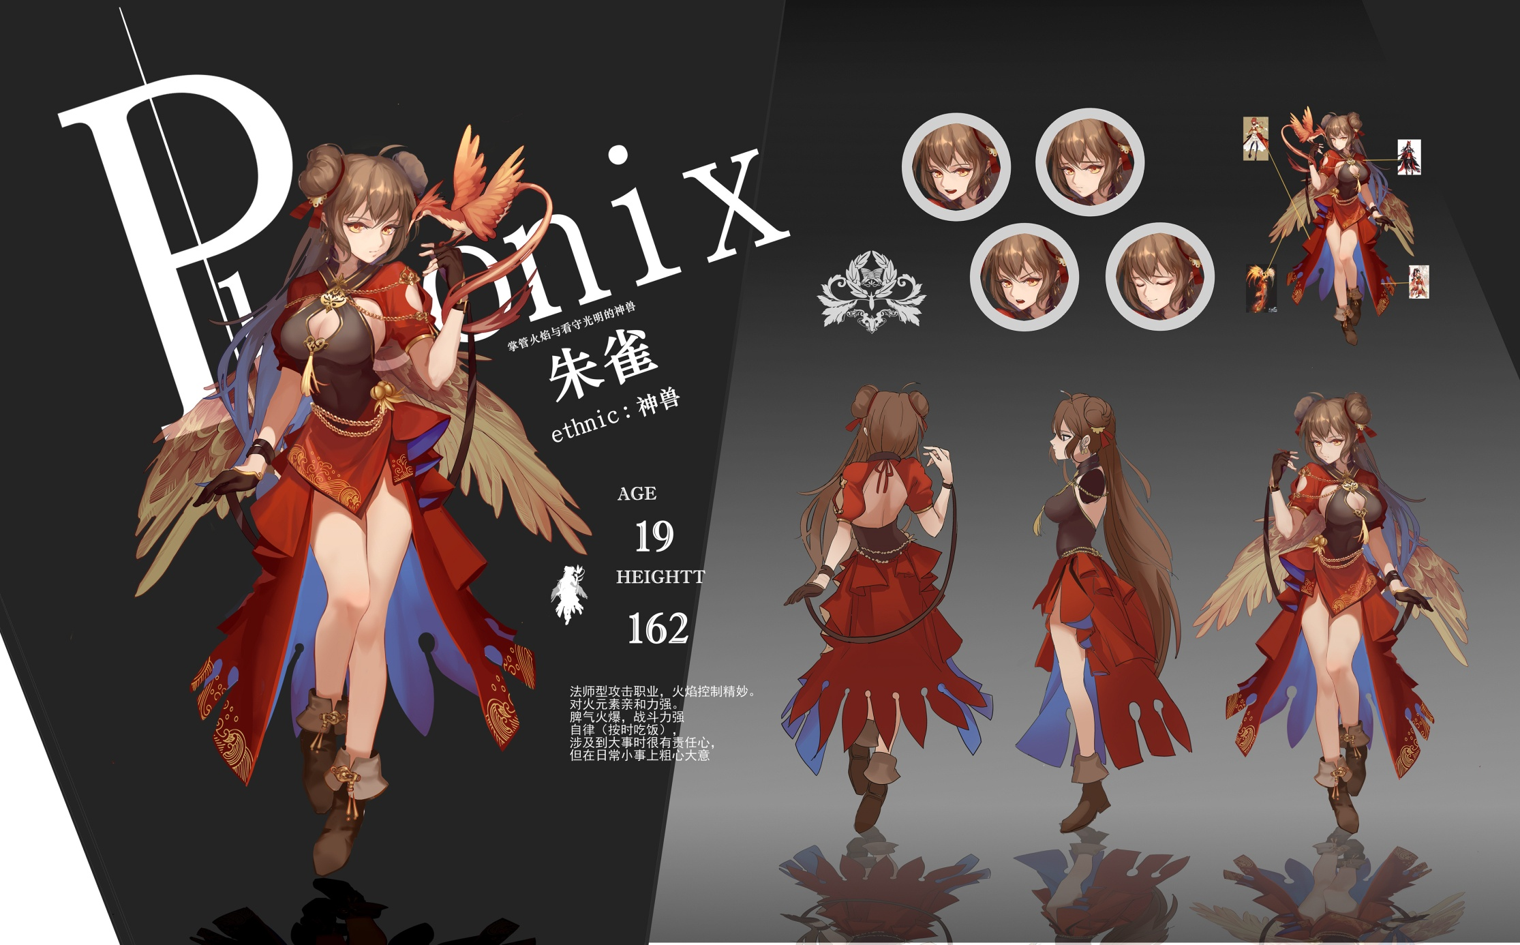 Pionix
掌管火焰与看守光明的神兽
朱雀
ethnic：神兽
AGE
19
HEIGHTT
162
法师型攻击职业，火焰控制精妙。
对火元素亲和力强。
脾气火爆，战斗力强
自律（按时吃饭），
涉及到大事时很有责任心，
但在日常小事上粗心大意